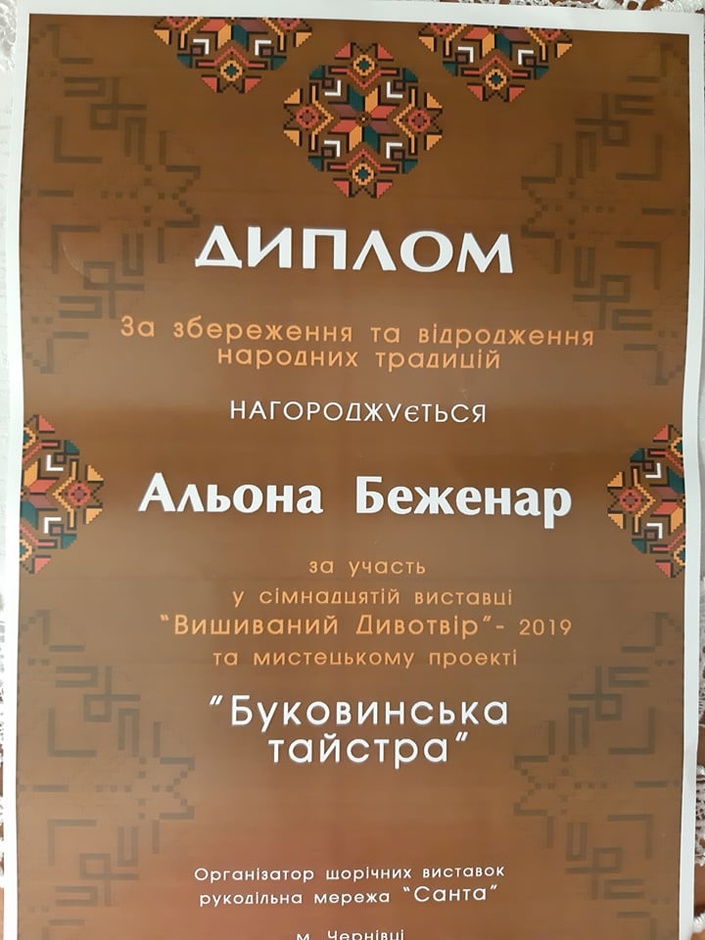 ДИПЛОМ
За збереження та відродження
народних традицій
НАГОРОДЖУЄТЬСЯ
Альона Беженар
за участь
у сімнадцятій виставці
"Вишиваний Дивотвір"- 2019
та мистецькому проекті
"Буковинська
тайстра"
Організатор щорічних виставок
рукодільна мережа "Санта"
м. Чернівці